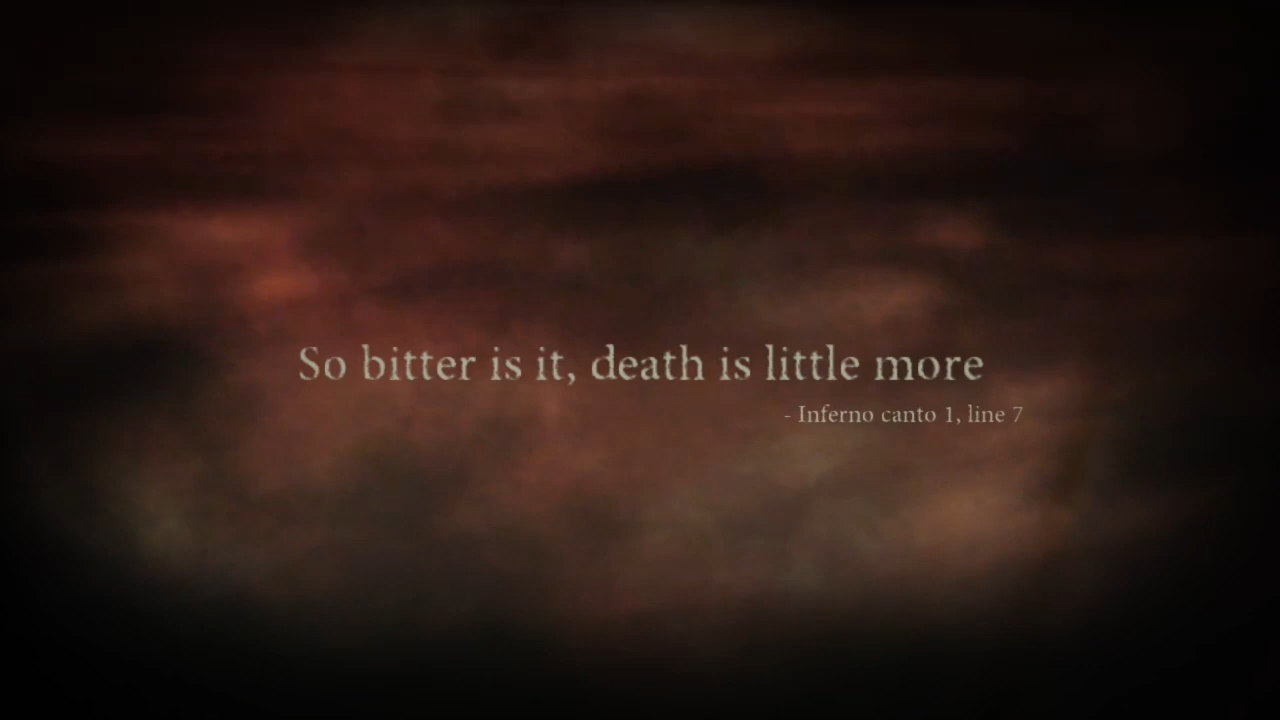 So bitter is it, death is little more
- Inferno canto 1, line 7